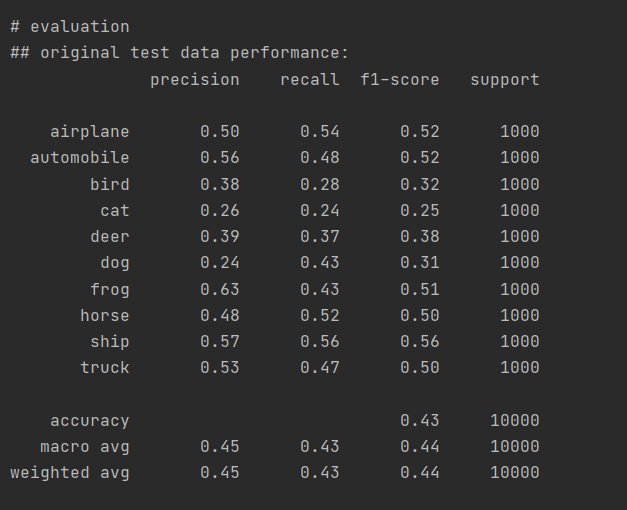 # evaluation
## original test data performance:
precision recall f1-score support
airplane 0.50 0.54 0.52 1000
automobile 0.56 0.48 0.52 1000
bird 0.38 0.28 0.32 1000
cat 0.26 0.24 0.25 1000
deer 0.39 0.37 0.38 1000
dog 0.24 0.43 0.31 1000
frog 0.63 0.43 0.51 1000
horse 0.48 0.52 0.50 1000
ship 0.57 0.56 0.56 1000
truck 0.53 0.47 0.50 1000
accuracy 0.43 10000
macro avg 0.45 0.43 0.44 10000
weighted avg 0.45 0.43 0.44 10000